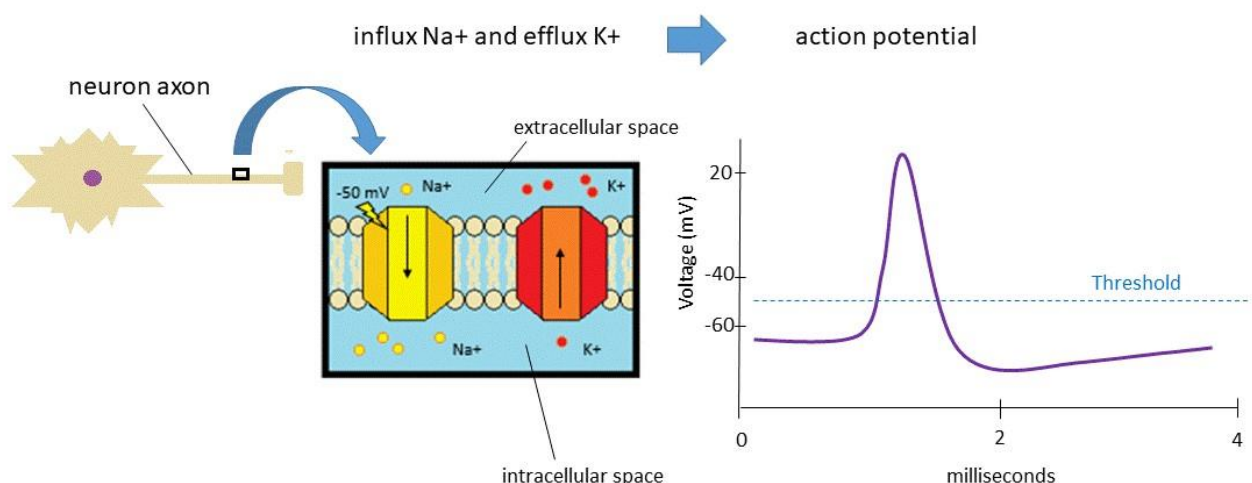 influx Na+ and efflux K+
action potential
neuron axon
extracellular space
-50 mV
Na+
K+
Na+
K+
intracellular space
Voltage (mV)
20
-40
-60
Threshold
0
2
4
milliseconds